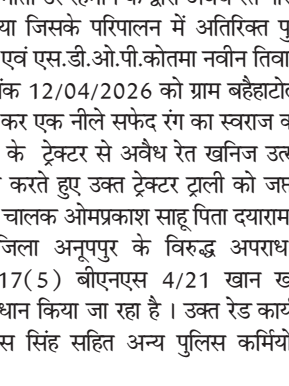 के द्वारा
या जिसके परिपालन में अतिरिक्त पु
एवं एस.डी.ओ.पी.कोतमा नवीन तिवा
ंक 12/04/2026 को ग्राम बहैहाटोल
कर एक नीले सफेद रंग का स्वराज क
के ट्रेक्टर से अवैध रेत खनिज उत्
करते हुए उक्त ट्रेक्टर ट्राली को जप्
चालक ओमप्रकाश साहू पिता दयाराम
जिला अनूपपुर के विरुद्ध अपराध
17(5) बीएनएस 4/21 खान ख
धान किया जा रहा है । उक्त रेड कार्य
स सिंह सहित अन्य पुलिस कर्मियो